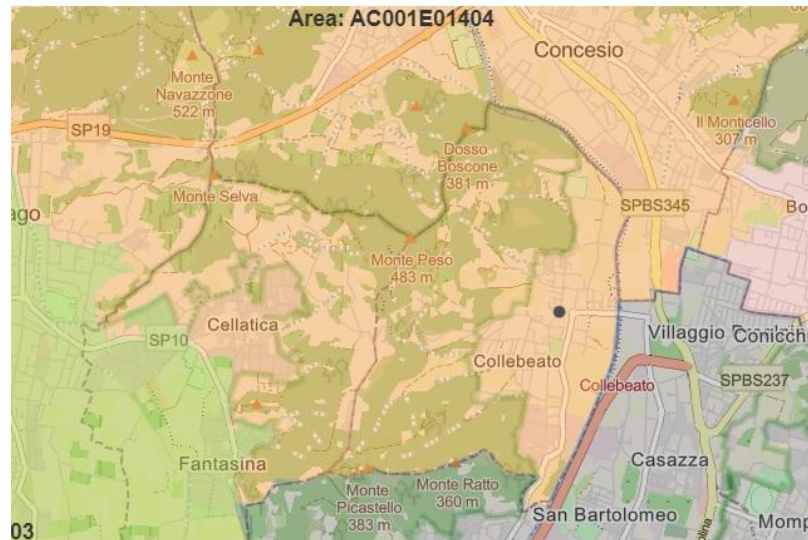 Area: AC001E01404
Concesio
Monte
Navazzone
522 m
Il Monticello
307 m
SP19
Dosso
Boscone
381 m
Monte Selva
SPBS345
ago
Bo
Monte Peso
483 m
Cellatica
SP10
Villaggio
Conicch
Collebeato
Collebeato
SPBS237
Fantasina
Casazza
Monte
Picastello
383 m
Monte Ratto
360 m
San Bartolomeo
03
Momp